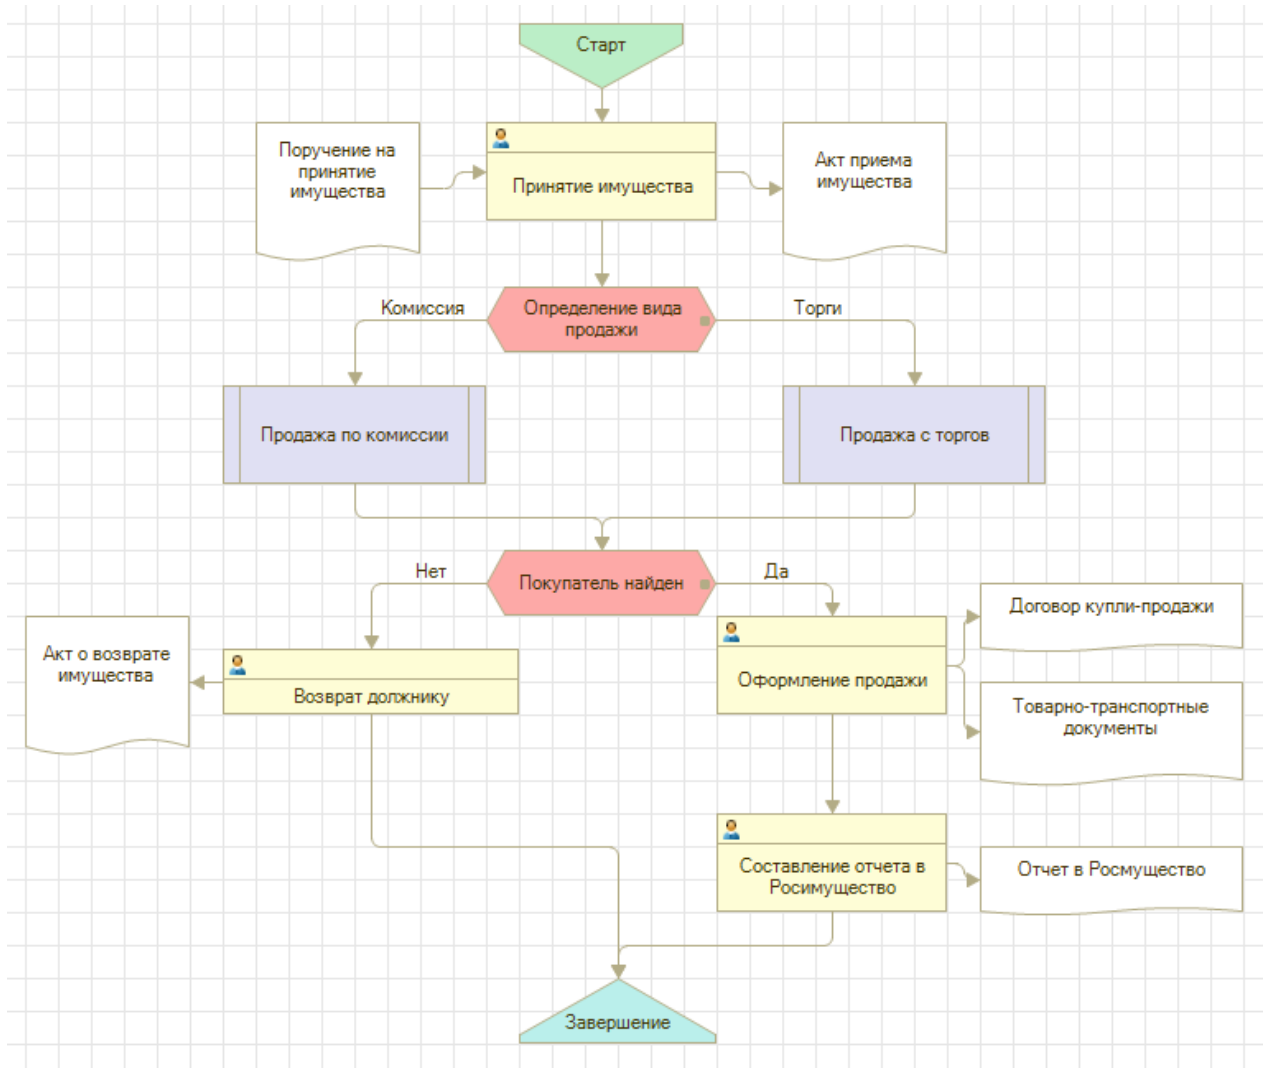 Старт
Поручение на
принятие
имущества
Принятие имущества
Акт приема
имущества
Комиссия
Определение вида
продажи
Торги
Продажа по комиссии
Продажа с торгов
Нет
Покупатель найден
Да
Договор купли-продажи
Акт о возврате
имущества
Возврат должнику
Оформление продажи
Товарно-транспортные
документы
Составление отчета в
Росимущество
Отчет в Росмущество
Завершение